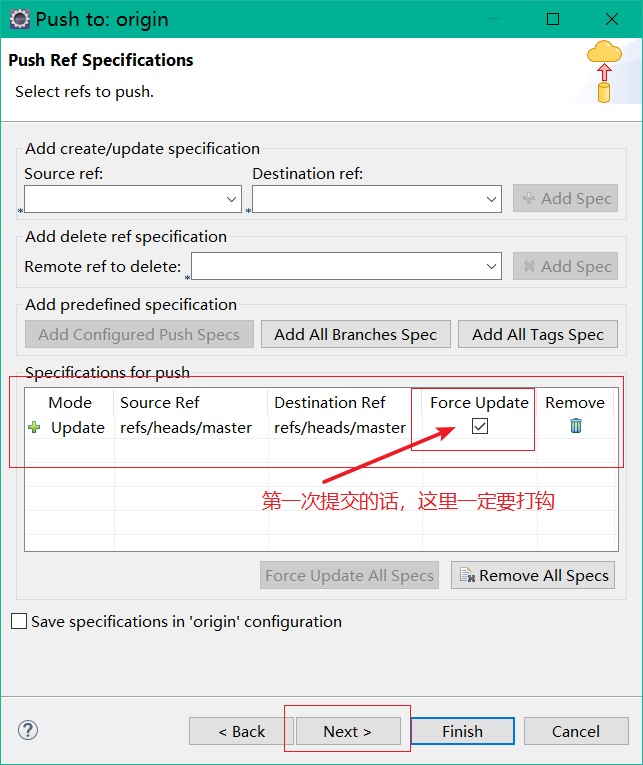 Push to: origin
Push Ref Specifications
Select refs to push.
Add create/update specification
Source ref: Destination ref:
* * Add Spec
Add delete ref specification
Remote ref to delete: * Add Spec
Add predefined specification
Add Configured Push Specs Add All Branches Spec Add All Tags Spec
Specifications for push
Mode Source Ref Destination Ref Force Update Remove
Update refs/heads/master refs/heads/master
第一次提交的话，这里一定要打钩
Force Update All Specs Remove All Specs
Save specifications in 'origin' configuration
? < Back Next > Finish Cancel